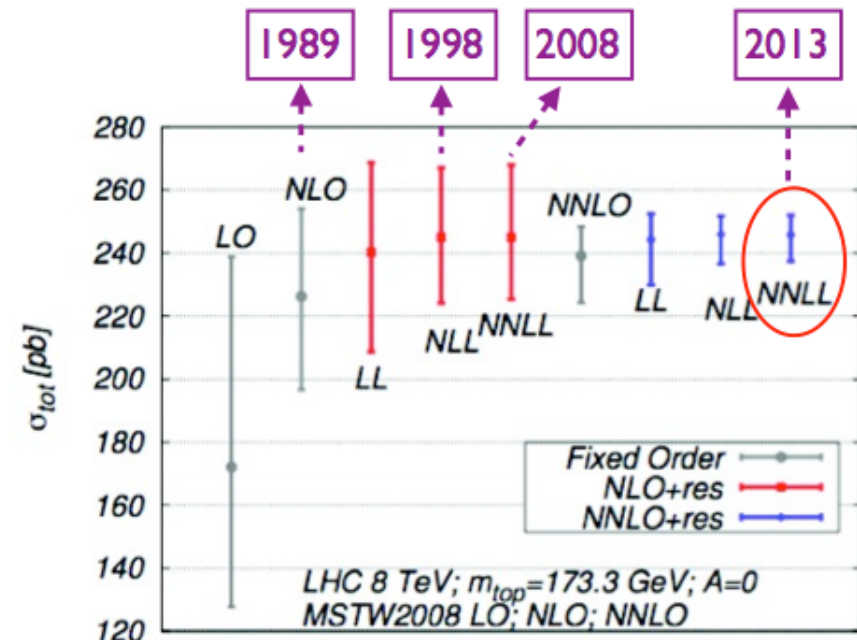 1989 1998 2008 2013
280
260
240
220
200
180
160
140
120
σtot [pb]
LO
NLO
LL
NLL
NNLL
NNLO
LL
NLL
NNLL
Fixed Order
NLO+res
NNLO+res
LHC 8 TeV; mtop=173.3 GeV; A=0
MSTW2008 LO; NLO; NNLO